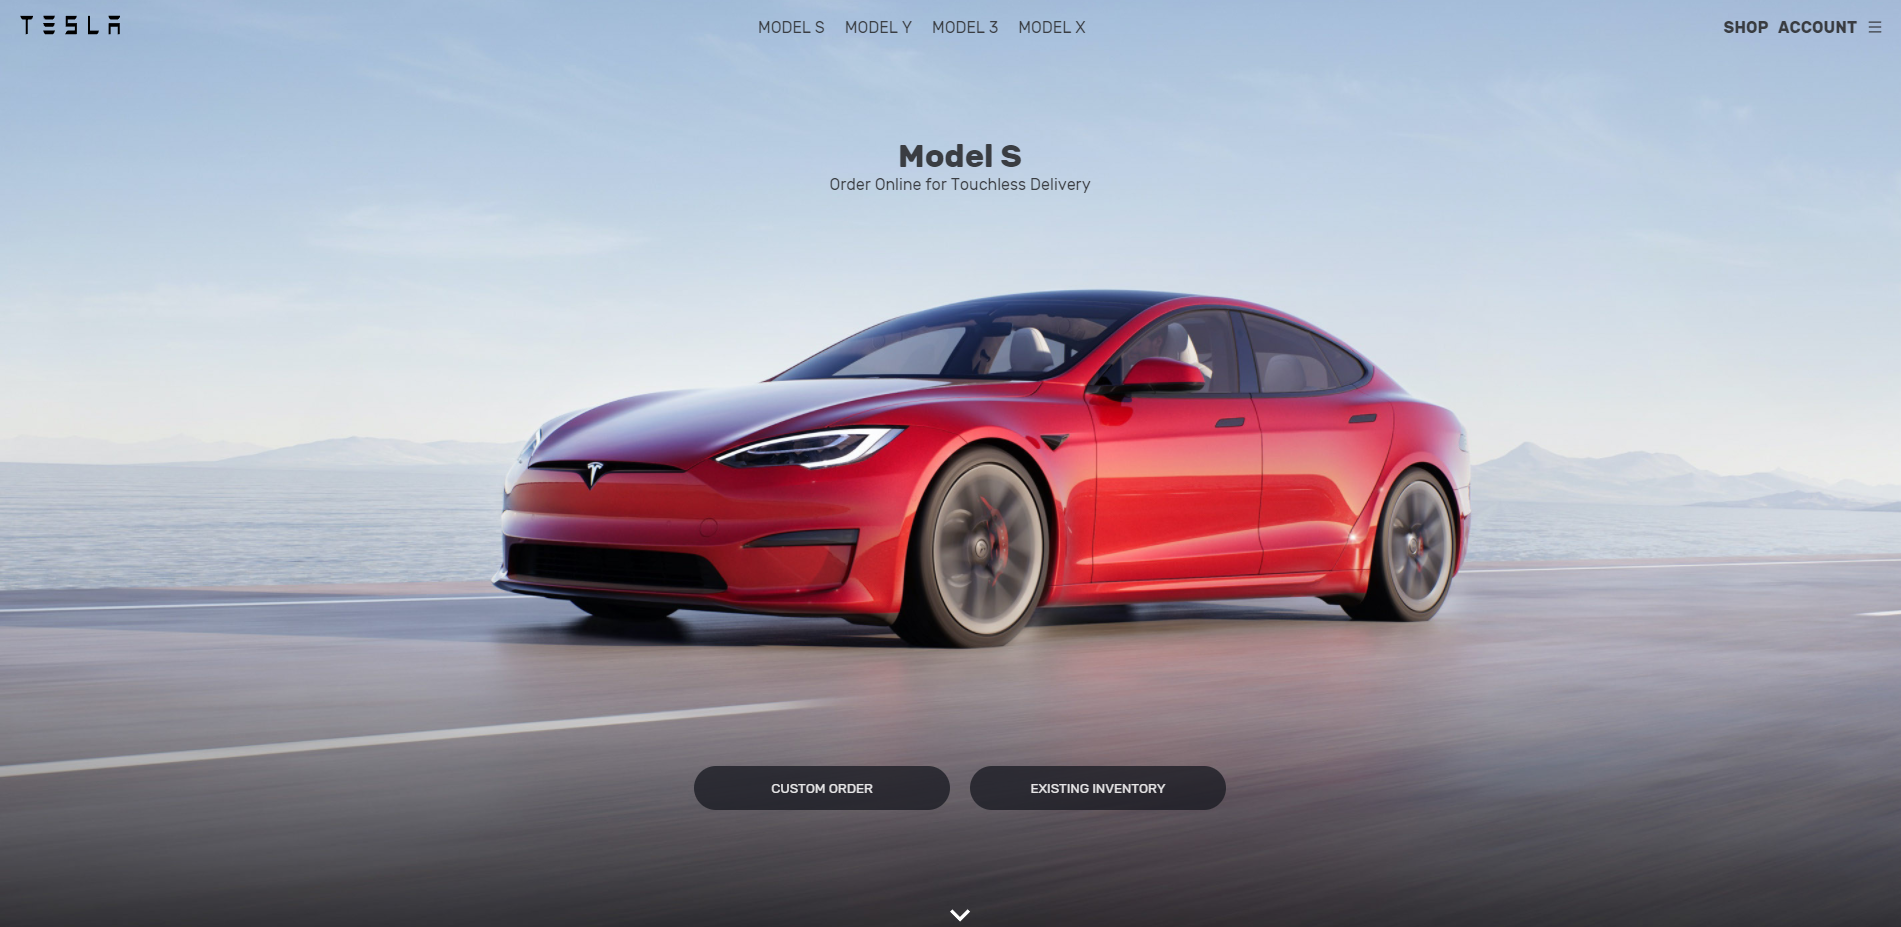 TESLA
MODEL S MODEL Y MODEL 3 MODEL X
SHOP ACCOUNT
Model S
Order Online for Touchless Delivery
CUSTOM ORDER
EXISTING INVENTORY